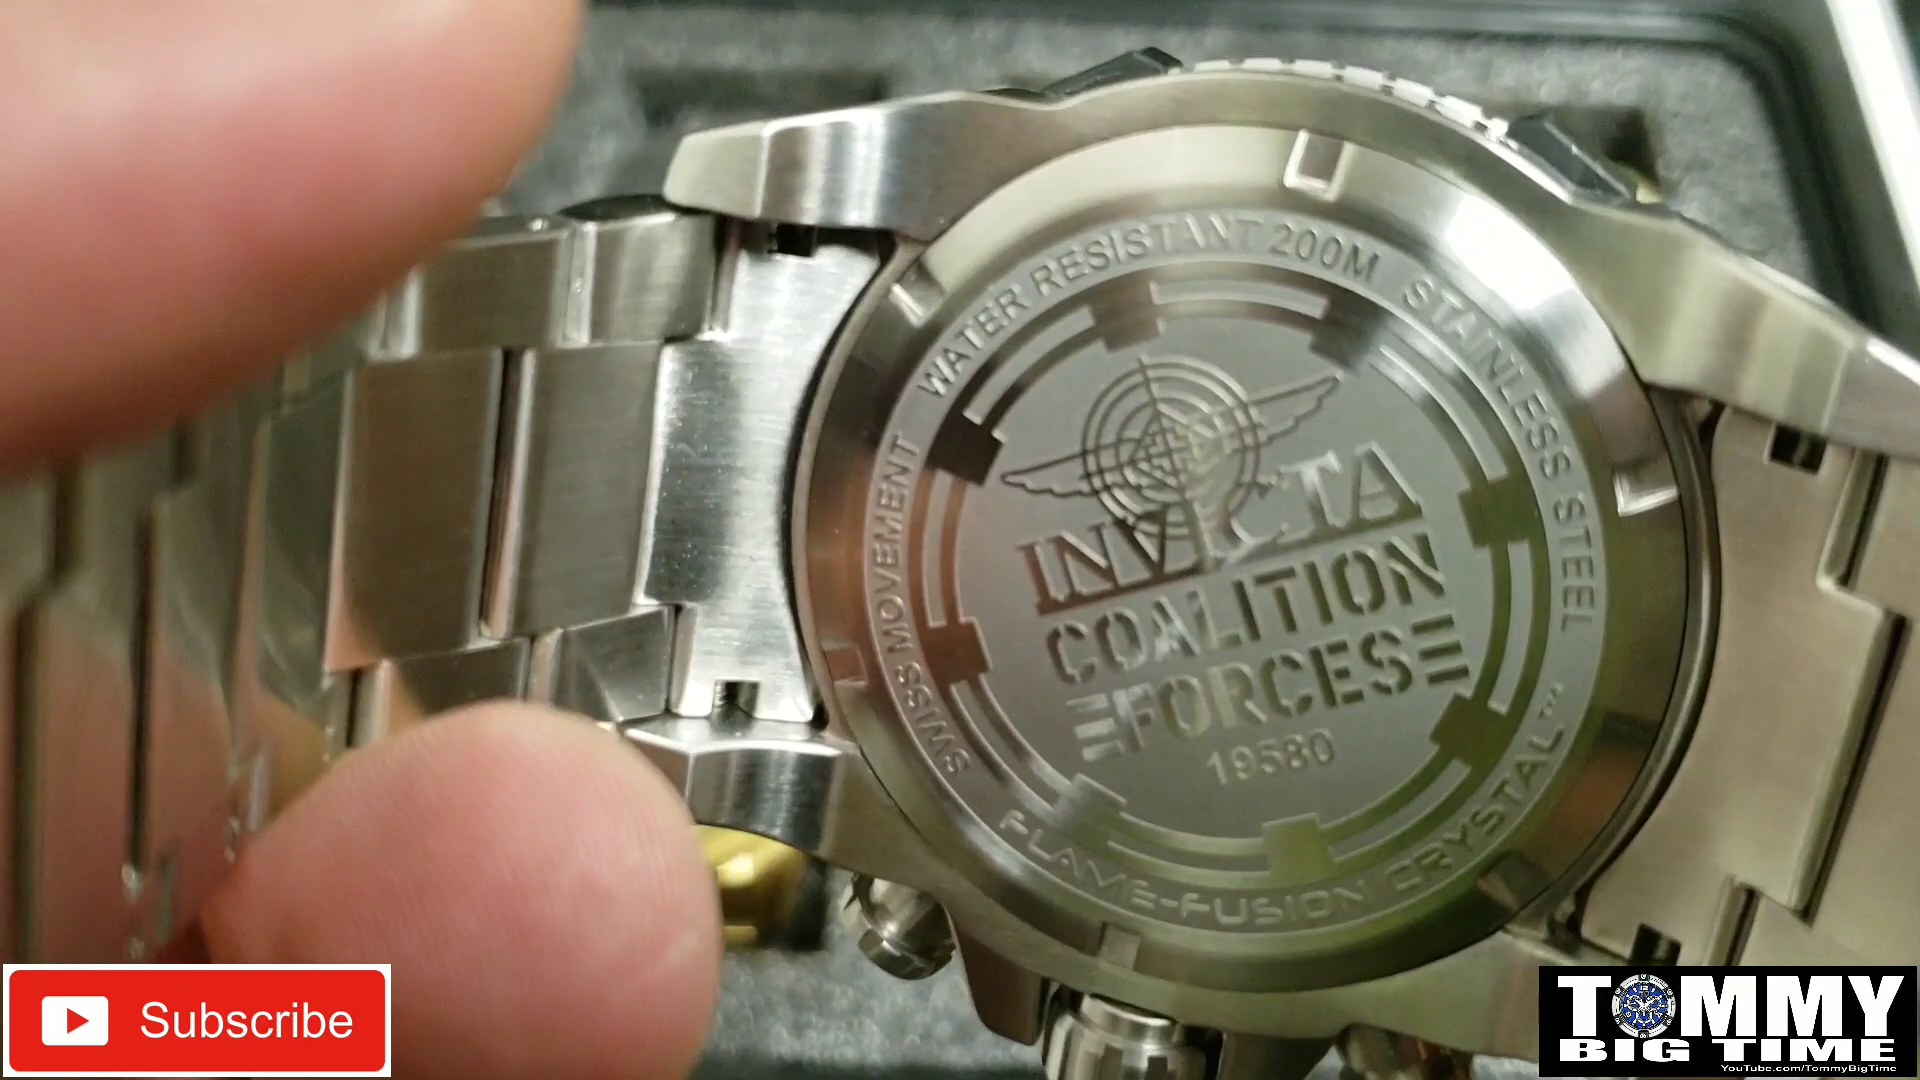 WATER RESISTANT 200M
STAINLESS STEEL
SWISS MOVEMENT
INVICTA
COALITION
FORCES
19580
FLAME-FUSION CRYSTAL™
Subscribe
TOMMY
BIG TIME
YouTube.com/TommyBigTime